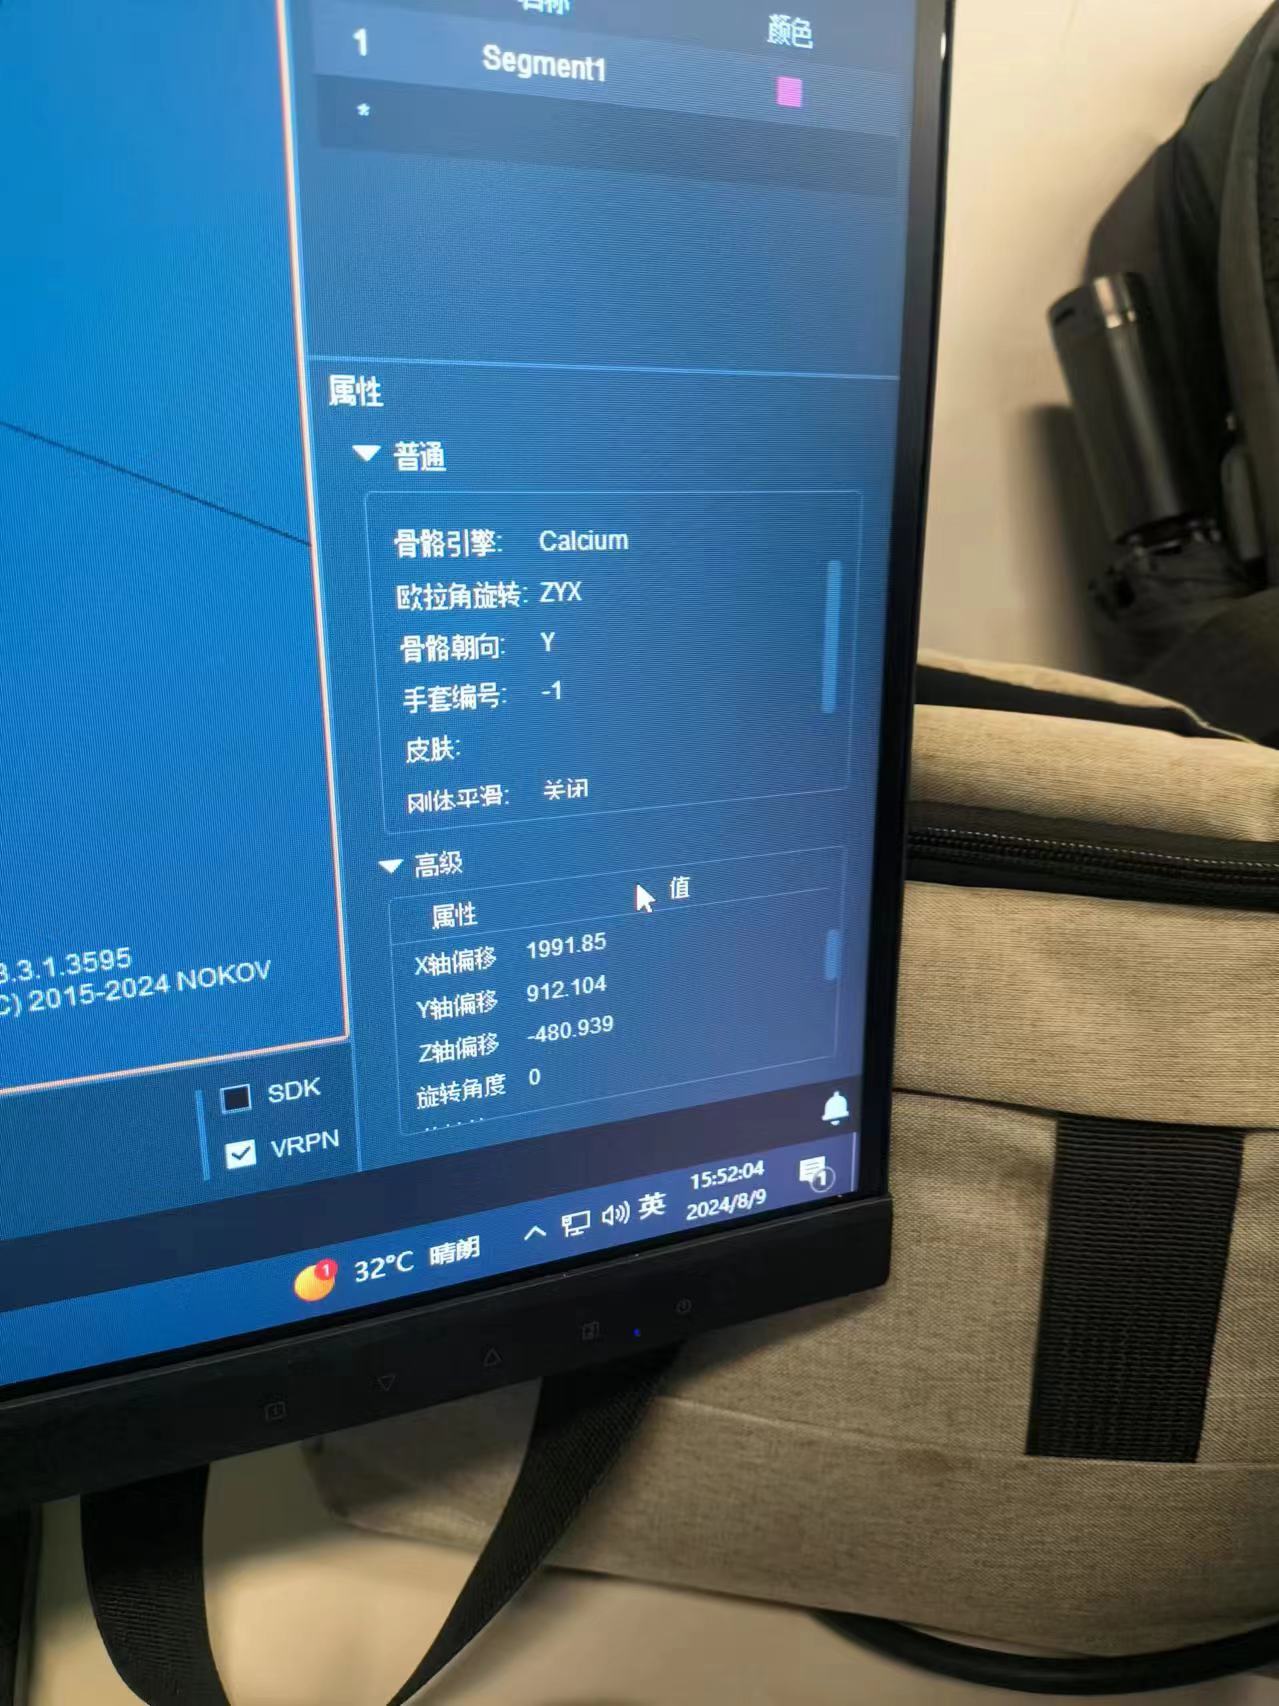 名称 颜色
1 Segment1
*
属性
普通
骨骼引擎: Calcium
欧拉角旋转: ZYX
骨骼朝向: Y
手套编号: -1
皮肤:
刚体平滑: 关闭
高级
属性 值
X轴偏移 1991.85
Y轴偏移 912.104
Z轴偏移 -480.939
旋转角度 0
3.3.1.3595
C) 2015-2024 NOKOV
SDK
VRPN
1 32°C 晴朗 英 15:52:04 1
2024/8/9